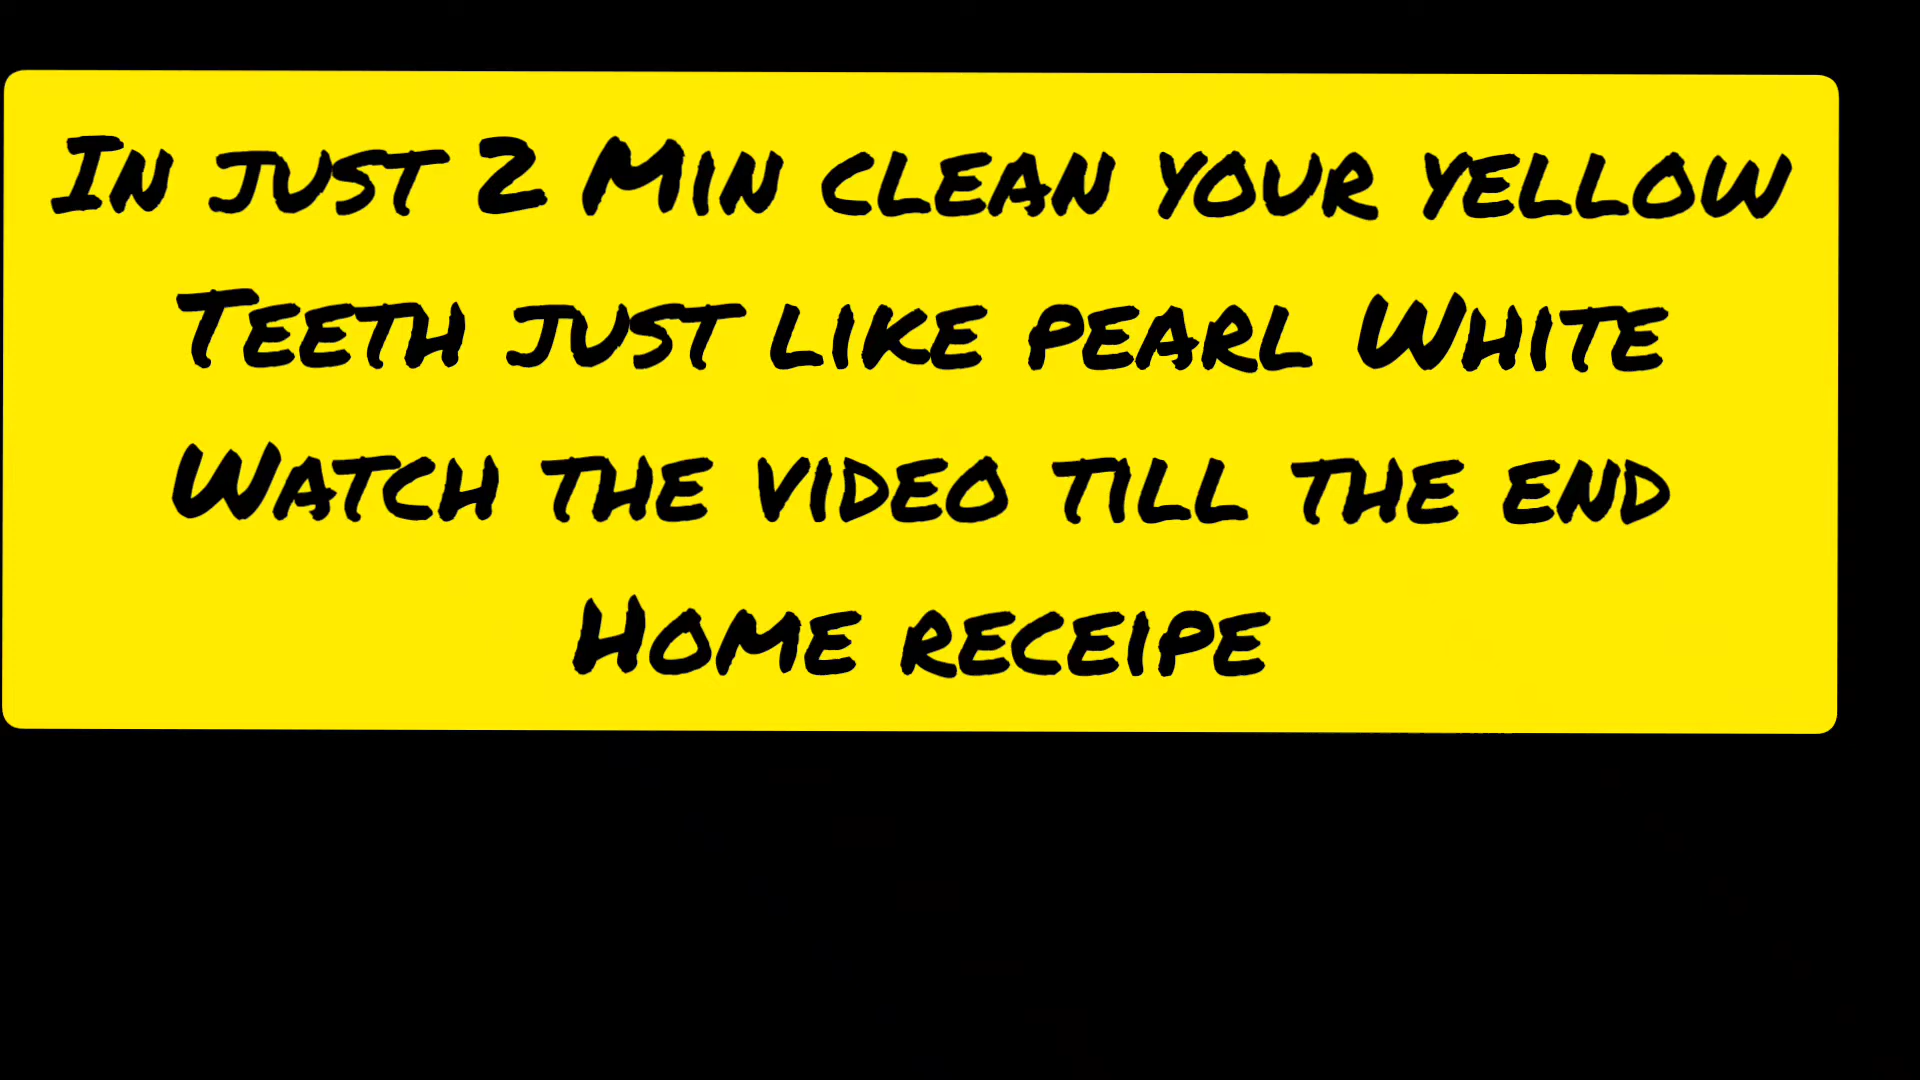 In just 2 Min clean your yellow
Teeth just like pearl White
Watch the video till the end
Home receipe